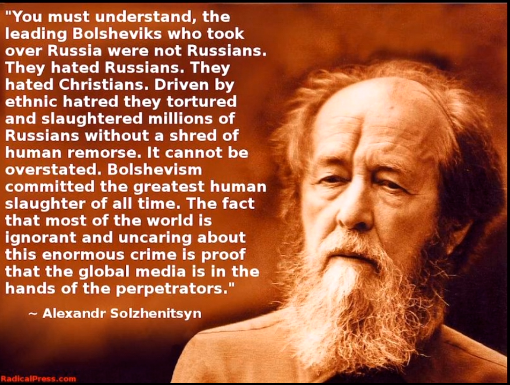 "You must understand, the
leading Bolsheviks who took
over Russia were not Russians.
They hated Russians. They
hated Christians. Driven by
ethnic hatred they tortured
and slaughtered millions of
Russians without a shred of
human remorse. It cannot be
overstated. Bolshevism
committed the greatest human
slaughter of all time. The fact
that most of the world is
ignorant and uncaring about
this enormous crime is proof
that the global media is in the
hands of the perpetrators."
~ Alexandr Solzhenitsyn
RadicalPress.com